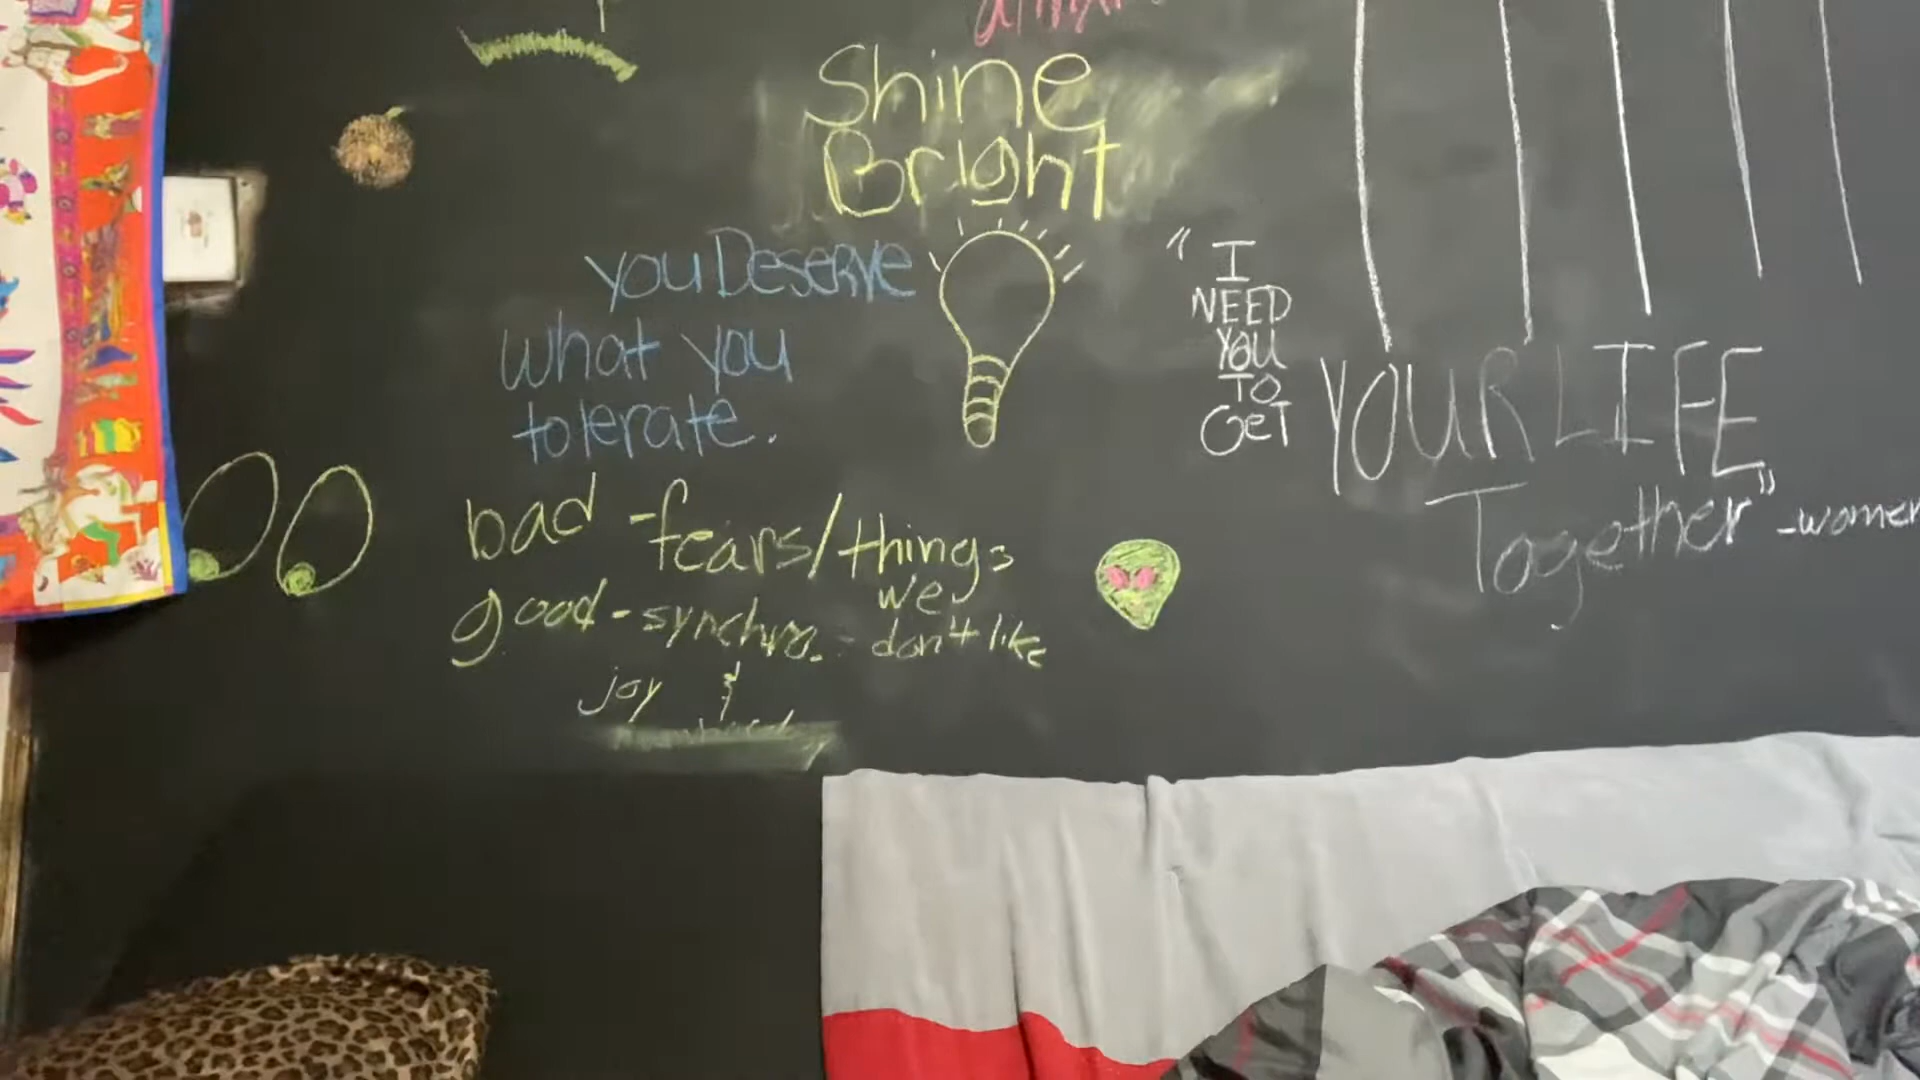 Shine
Bright
you Deserve
what you
tolerate.
"I
NEED
YOU
TO
GET
YOUR LIFE
Together"
-women
bad -fears/things
we
don't like
good - synchro.
joy